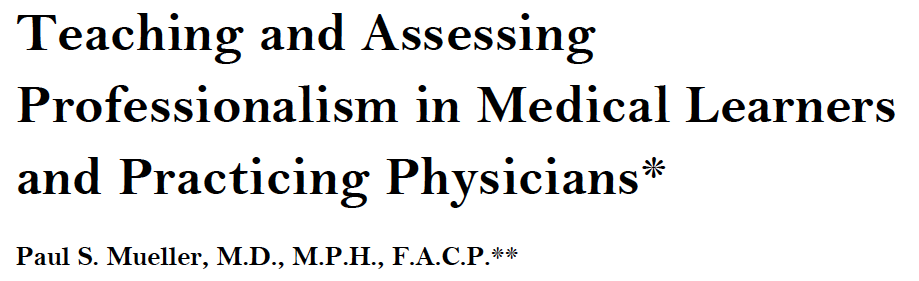 Teaching and Assessing
Professionalism in Medical Learners
and Practicing Physicians*
Paul S. Mueller, M.D., M.P.H., F.A.C.P.**